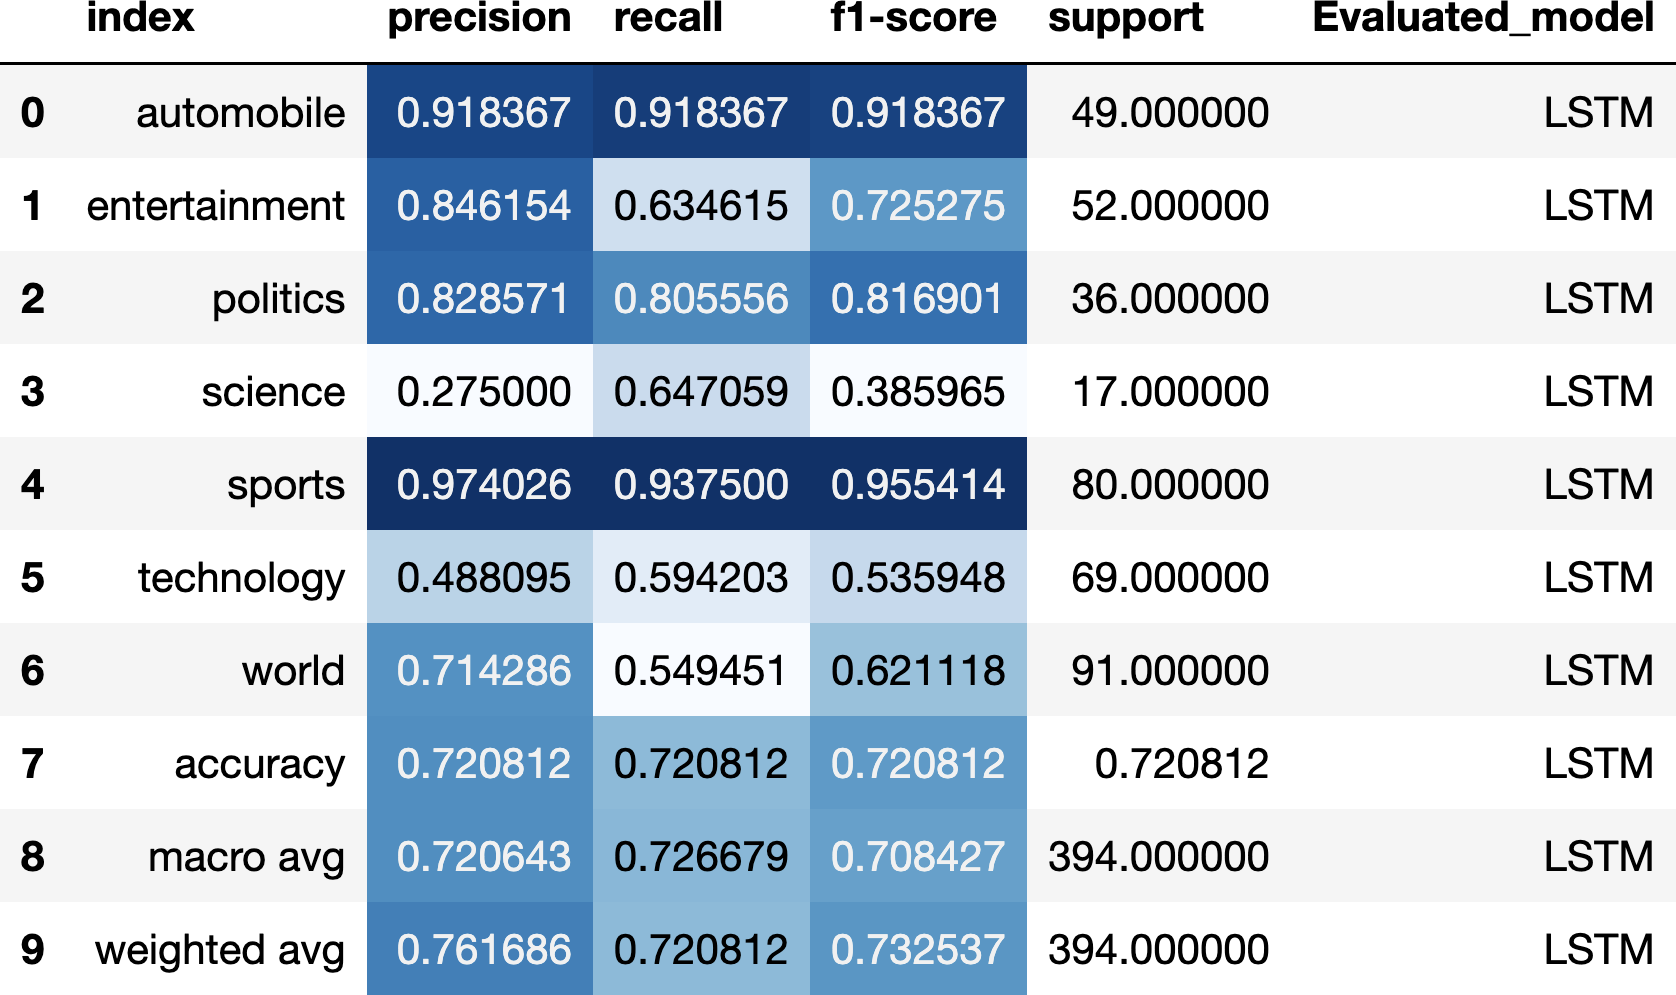 index precision recall f1-score support Evaluated_model
0 automobile 0.918367 0.918367 0.918367 49.000000 LSTM
1 entertainment 0.846154 0.634615 0.725275 52.000000 LSTM
2 politics 0.828571 0.805556 0.816901 36.000000 LSTM
3 science 0.275000 0.647059 0.385965 17.000000 LSTM
4 sports 0.974026 0.937500 0.955414 80.000000 LSTM
5 technology 0.488095 0.594203 0.535948 69.000000 LSTM
6 world 0.714286 0.549451 0.621118 91.000000 LSTM
7 accuracy 0.720812 0.720812 0.720812 0.720812 LSTM
8 macro avg 0.720643 0.726679 0.708427 394.000000 LSTM
9 weighted avg 0.761686 0.720812 0.732537 394.000000 LSTM